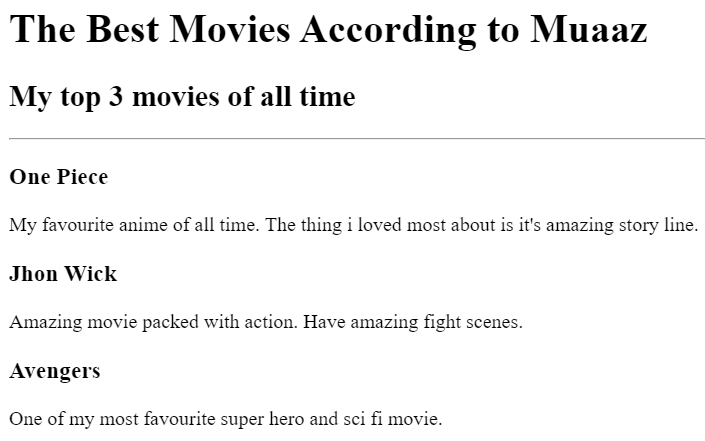 The Best Movies According to Muaaz
My top 3 movies of all time
One Piece
My favourite anime of all time. The thing i loved most about is it's amazing story line.
Jhon Wick
Amazing movie packed with action. Have amazing fight scenes.
Avengers
One of my most favourite super hero and sci fi movie.